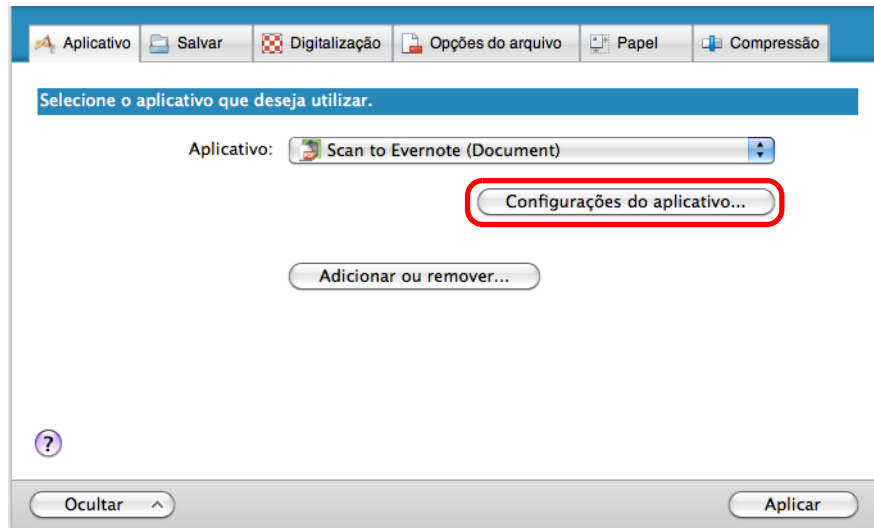 Aplicativo Salvar Digitalização Opções do arquivo Papel Compressão
Selecione o aplicativo que deseja utilizar.
Aplicativo: Scan to Evernote (Document)
Configurações do aplicativo...
Adicionar ou remover...
?
Ocultar Aplicar